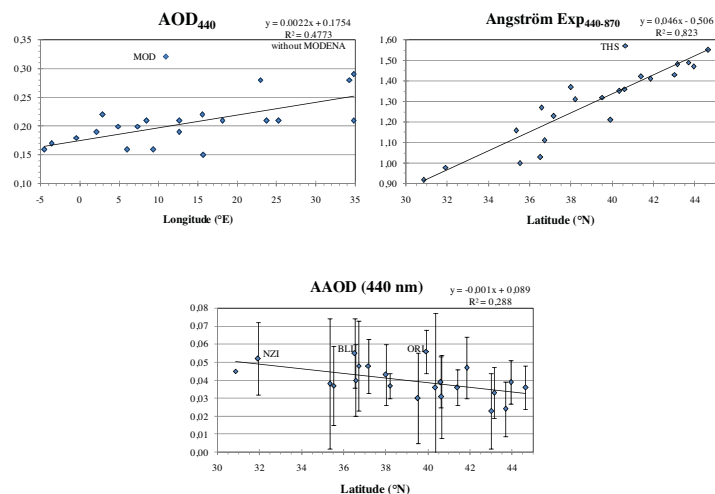 AOD440
y = 0.0022x + 0.1754
R² = 0.4773
without MODENA
0,35
0,30
0,25
0,20
0,15
0,10
MOD
-5 0 5 10 15 20 25 30 35
Longitude (°E)
Angström Exp440-870
y = 0,046x - 0,506
R² = 0,823
1,60
1,50
1,40
1,30
1,20
1,10
1,00
0,90
THS
30 32 34 36 38 40 42 44
Latitude (°N)
AAOD (440 nm)
y = -0,001x + 0,089
R² = 0,288
0,08
0,07
0,06
0,05
0,04
0,03
0,02
0,01
0,00
NZI
BLI
ORI
30 32 34 36 38 40 42 44
Latitude (°N)